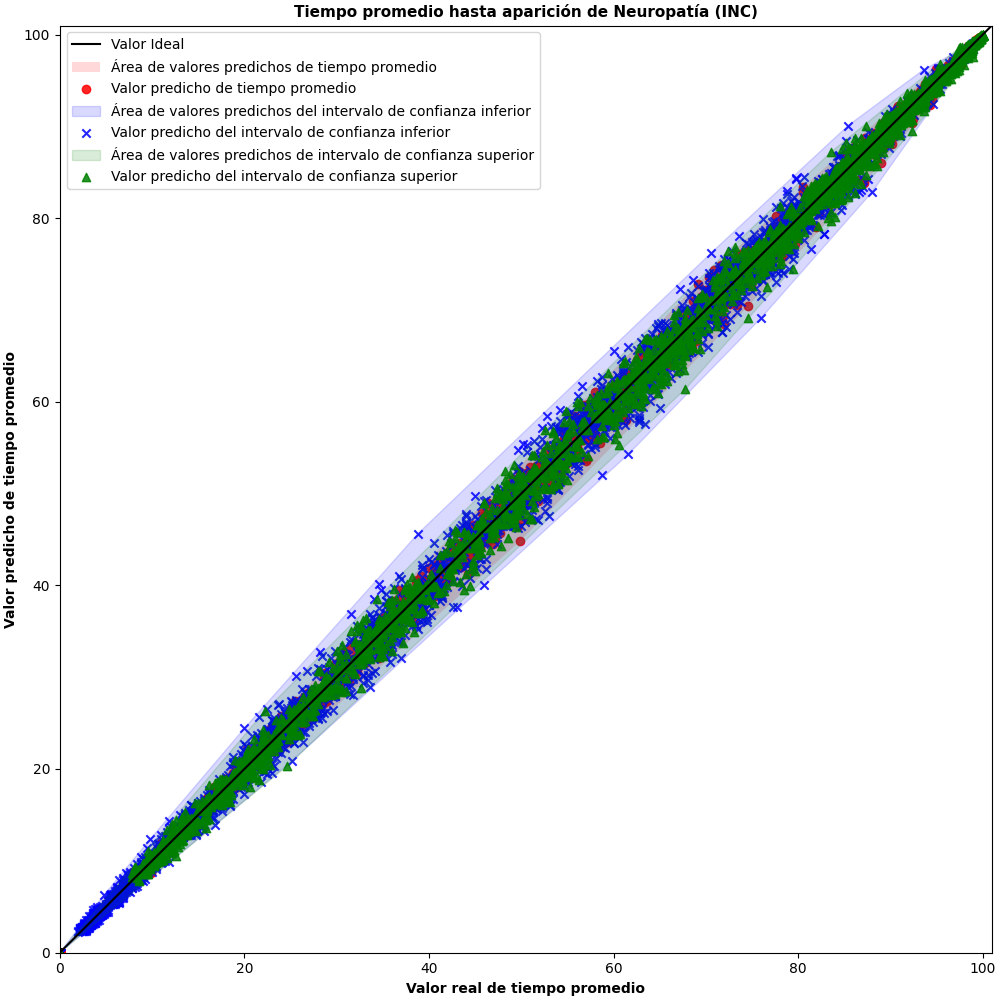 Tiempo promedio hasta aparición de Neuropatía (INC)
Valor Ideal
Área de valores predichos de tiempo promedio
Valor predicho de tiempo promedio
Área de valores predichos del intervalo de confianza inferior
Valor predicho del intervalo de confianza inferior
Área de valores predichos de intervalo de confianza superior
Valor predicho del intervalo de confianza superior
Valor predicho de tiempo promedio
100
80
60
40
20
0
0 20 40 60 80 100
Valor real de tiempo promedio